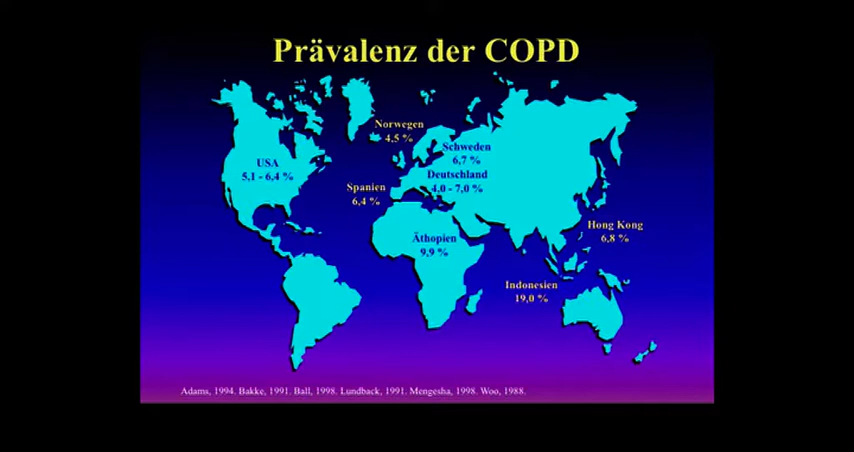 Prävalenz der COPD
Norwegen
4,5 %
Schweden
6,7 %
USA
5,1 - 6,4 %
Deutschland
4,0 - 7,0 %
Spanien
6,4 %
Hong Kong
6,8 %
Äthopien
9,9 %
Indonesien
19,0 %
Adams, 1994. Bakke, 1991. Ball, 1998. Lundback, 1991. Mengesha, 1998. Woo, 1988.